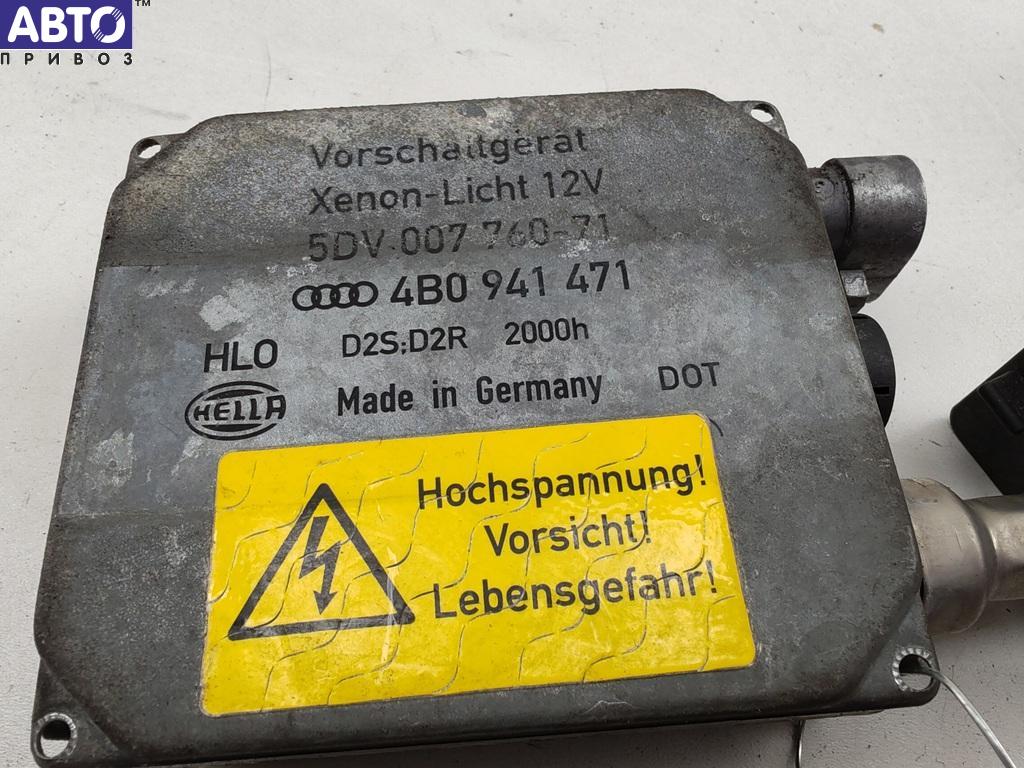 АВТО™
ПРИВОЗ
Vorschaltgerät
Xenon-Licht 12V
5DV 007 760-71
4B0 941 471
HLO D2S;D2R 2000h
HELLA Made in Germany DOT
Hochspannung!
Vorsicht!
Lebensgefahr!